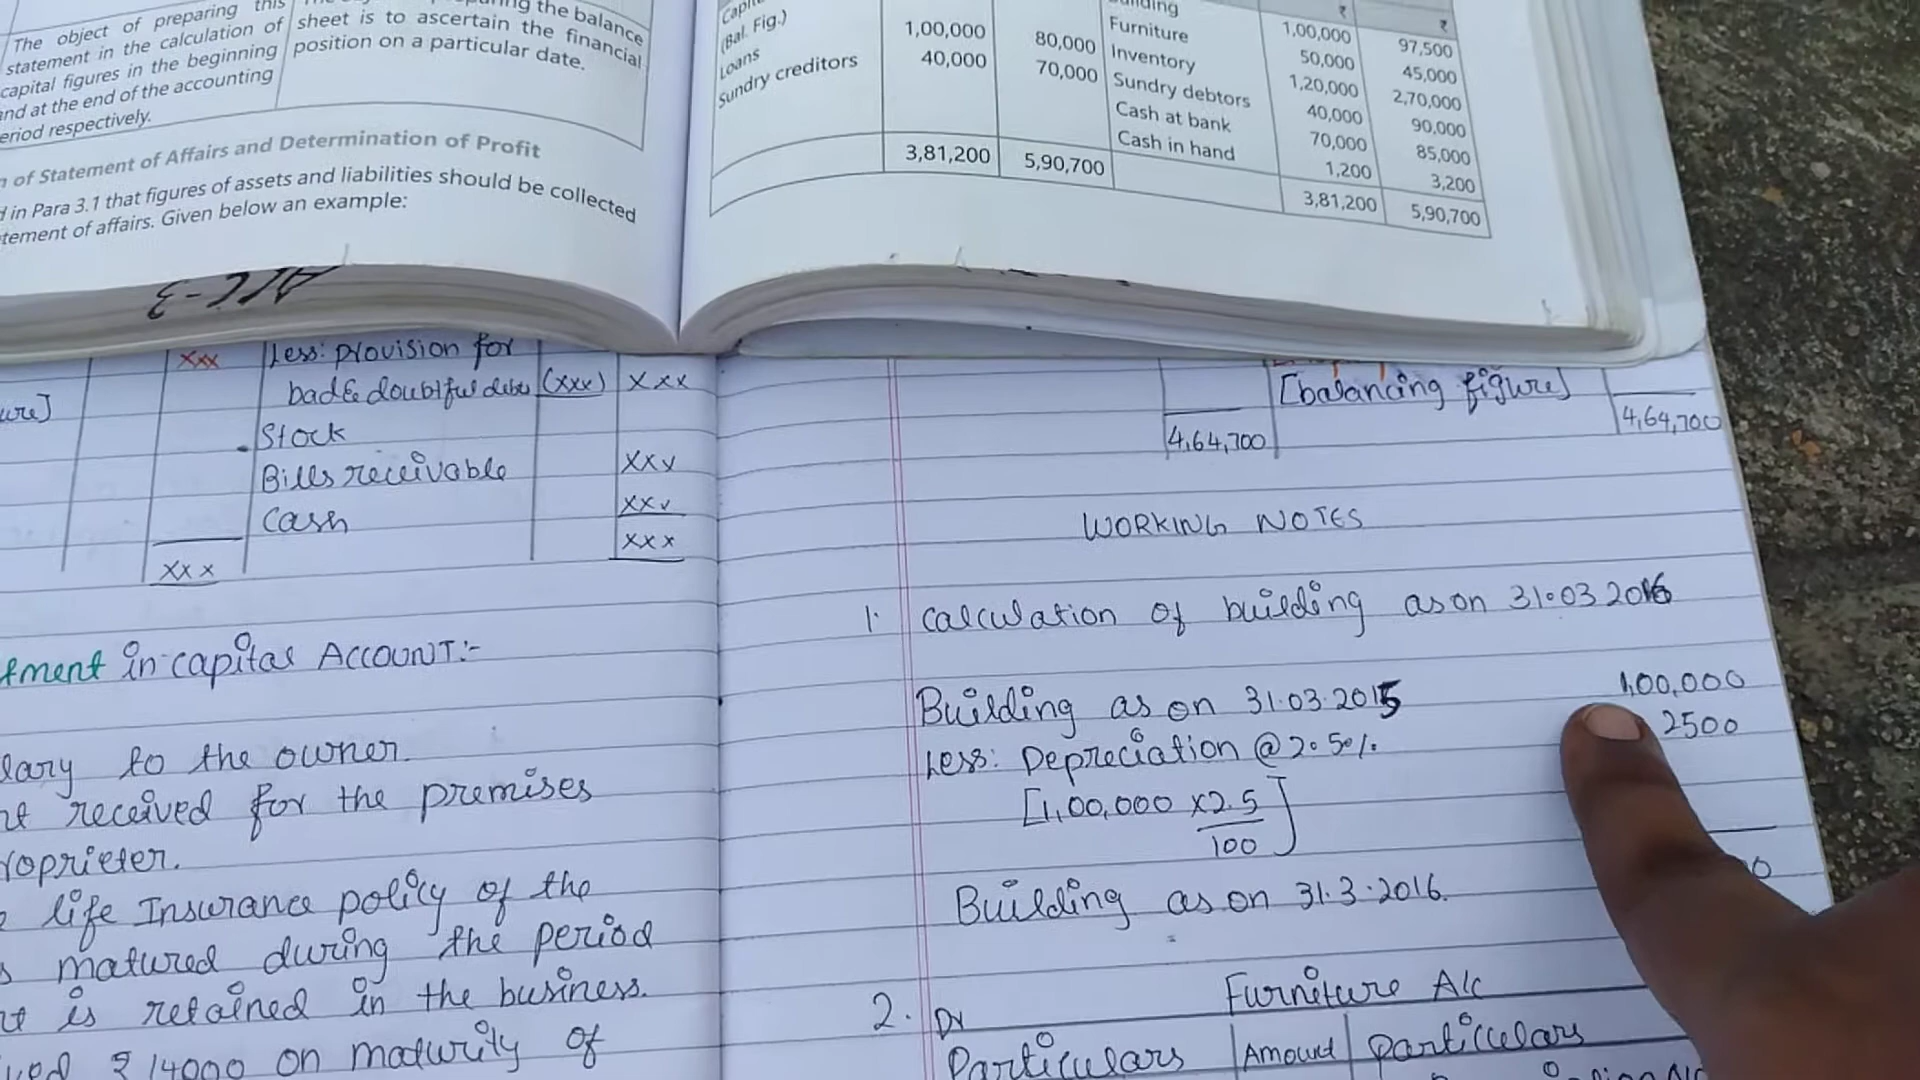 The object of preparing this
statement in the calculation of
capital figures in the beginning
and at the end of the accounting
period respectively.
the balance
sheet is to ascertain the financial
position on a particular date.
of Statement of Affairs and Determination of Profit
in Para 3.1 that figures of assets and liabilities should be collected
statement of affairs. Given below an example:
(Bal. Fig.)
Loans 1,00,000 80,000
Sundry creditors 40,000 70,000
3,81,200 5,90,700
₹ ₹
1,00,000 97,500
Furniture 50,000 45,000
Inventory 1,20,000 2,70,000
Sundry debtors 40,000 90,000
Cash at bank 70,000 85,000
Cash in hand 1,200 3,200
3,81,200 5,90,700
xxx Less: provision for
bad & doubtful debts (xxx) xxx
Stock
Bills receivable xxx
Cash xxx
xxx xxx
in capital ACCOUNT:-
to the owner.
received for the premises
life Insurance policy of the
matured during the period
is retained in the business.
₹ 14000 on maturity of
[balancing figure]
4,64,700 4,64,700
WORKING NOTES
1. Calculation of building as on 31.03.2016
Building as on 31.03.2015 1,00,000
Less: Depreciation @ 2.5% 2500
[1,00,000 x 2.5
100]
Building as on 31.3.2016.
2. Furniture A/c
Dr
Particulars Amount Particulars